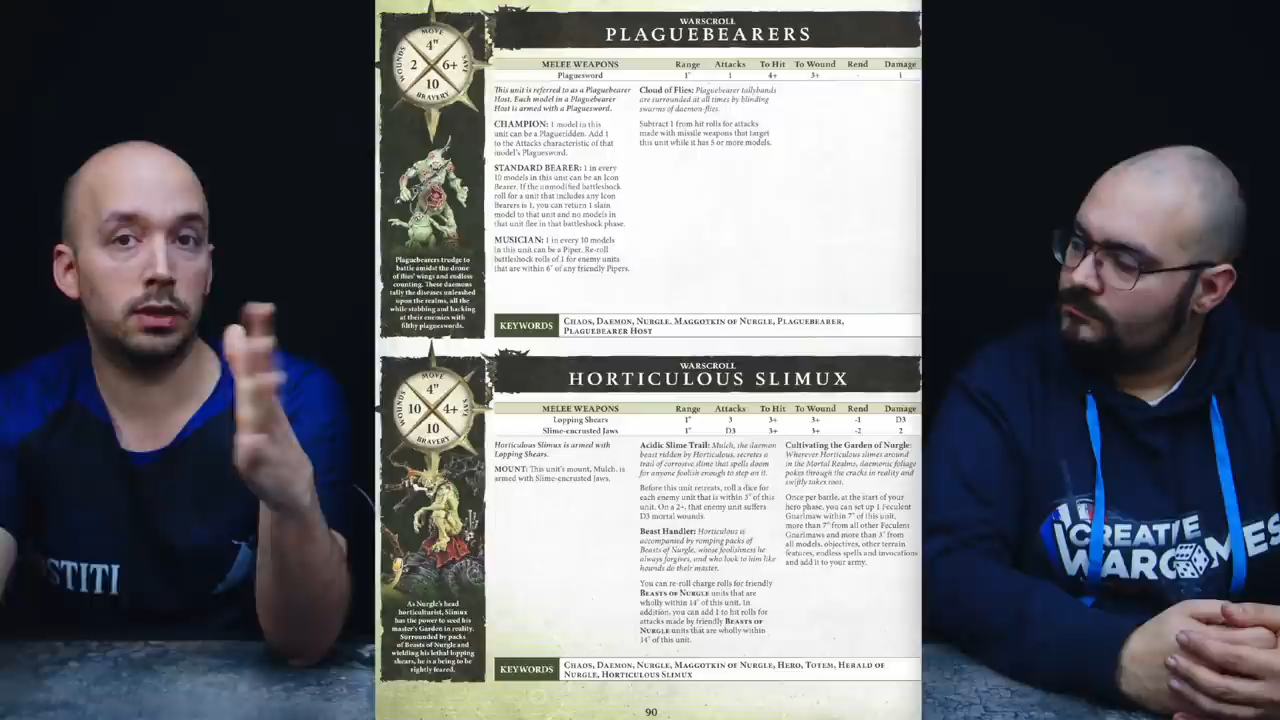 WARSCROLL
PLAGUEBEARERS
MOVE
4"
WOUNDS
2
6+
SAVE
10
BRAVERY
MELEE WEAPONS Range Attacks To Hit To Wound Rend Damage
Plaguesword 1" 1 4+ 3+ - 1
This unit is referred to as a Plaguebearer
Host. Each model in a Plaguebearer
Host is armed with a Plaguesword.
CHAMPION: 1 model in this
unit can be a Plagueridden. Add 1
to the Attacks characteristic of that
model's Plaguesword.
STANDARD BEARER: 1 in every
10 models in this unit can be an Icon
Bearer. If the unmodified battleshock
roll for a unit that includes any Icon
Bearers is 1, you can return 1 slain
model to that unit and no models in
that unit flee in that battleshock phase.
MUSICIAN: 1 in every 10 models
in this unit can be a Piper. Re-roll
battleshock rolls of 1 for enemy units
that are within 6" of any friendly Pipers.
Cloud of Flies: Plaguebearer tallybands
are surrounded at all times by blinding
swarms of daemon-flies.
Subtract 1 from hit rolls for attacks
made with missile weapons that target
this unit while it has 5 or more models.
Plaguebearers trudge to
battle amidst the drone
of flies' wings and endless
counting. These daemons
tally the diseases unleashed
upon the realms, all the
while stabbing and hacking
at their enemies with
filthy plagueswords.
KEYWORDS
CHAOS, DAEMON, NURGLE, MAGGOTKIN OF NURGLE, PLAGUEBEARER,
PLAGUEBEARER HOST
WARSCROLL
HORTICULOUS SLIMUX
MOVE
4"
WOUNDS
10
4+
SAVE
10
BRAVERY
MELEE WEAPONS Range Attacks To Hit To Wound Rend Damage
Lopping Shears 1" 3 3+ 3+ -1 D3
Slime-encrusted Jaws 1" D3 3+ 3+ -2 2
Horticulous Slimux is armed with
Lopping Shears.
MOUNT: This unit's mount, Mulch, is
armed with Slime-encrusted Jaws.
Acidic Slime Trail: Mulch, the daemon
beast ridden by Horticulous, secretes a
trail of corrosive slime that spells doom
for anyone foolish enough to step on it.
Before this unit retreats, roll a dice for
each enemy unit that is within 3" of this
unit. On a 2+, that enemy unit suffers
D3 mortal wounds.
Beast Handler: Horticulous is
accompanied by romping packs of
Beasts of Nurgle, whose foolishness he
always forgives, and who look to him like
hounds do their master.
You can re-roll charge rolls for friendly
BEASTS OF NURGLE units that are
wholly within 14" of this unit. In
addition, you can add 1 to hit rolls for
attacks made by friendly BEASTS OF
NURGLE units that are wholly within
14" of this unit.
Cultivating the Garden of Nurgle:
Wherever Horticulous slimes around
in the Mortal Realms, daemonic foliage
pokes through the cracks in reality and
swiftly takes root.
Once per battle, at the start of your
hero phase, you can set up 1 Feculent
Gnarlmaw within 7" of this unit,
more than 7" from all other Feculent
Gnarlmaws and more than 3" from
all models, objectives, other terrain
features, endless spells and invocations
and add it to your army.
As Nurgle's head
horticulturist, Slimux
has the power to seed his
master's Garden in reality.
Surrounded by packs
of Beasts of Nurgle and
wielding his lethal lopping
shears, he is a being to be
rightly feared.
KEYWORDS
CHAOS, DAEMON, NURGLE, MAGGOTKIN OF NURGLE, HERO, TOTEM, HERALD OF
NURGLE, HORTICULOUS SLIMUX
90
STITI
CREATIVE
WARGAMES